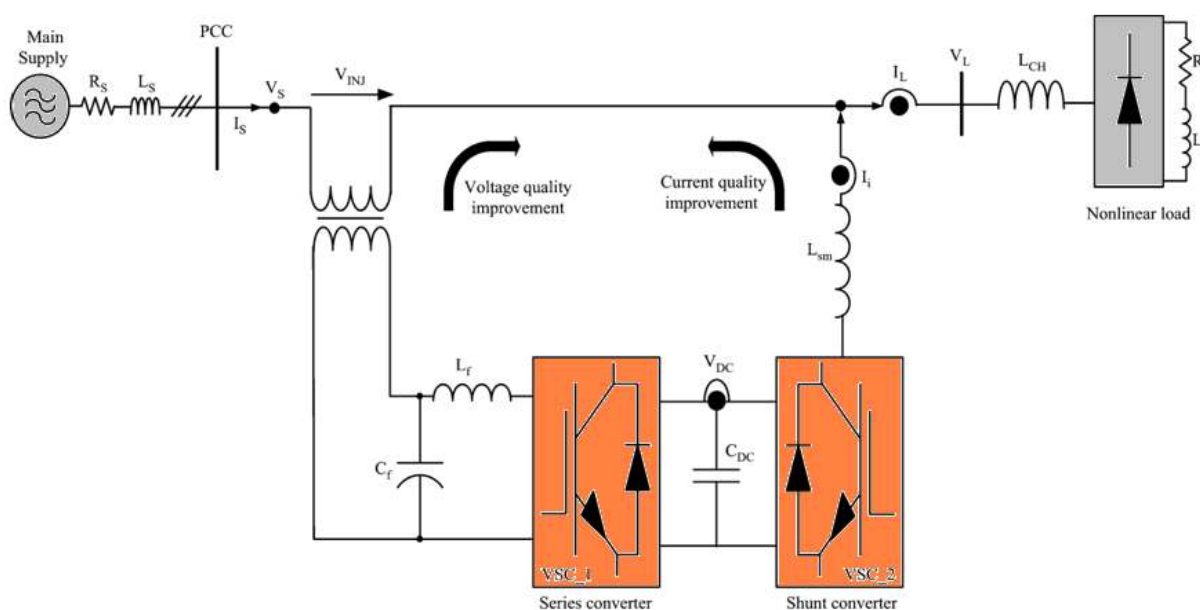 Main
Supply
R_S
L_S
PCC
I_S
V_S
V_INJ
I_L
V_L
L_CH
R
L
Nonlinear load
Voltage quality
improvement
Current quality
improvement
I_i
L_sm
L_f
C_f
V_DC
C_DC
VSC_1
VSC_2
Series converter
Shunt converter